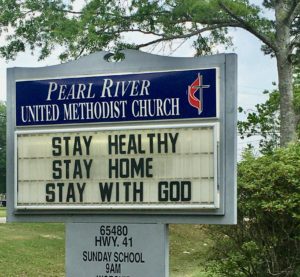 PEARL RIVER
UNITED METHODIST CHURCH
STAY HEALTHY
STAY HOME
STAY WITH GOD
65480
HWY. 41
SUNDAY SCHOOL
9AM